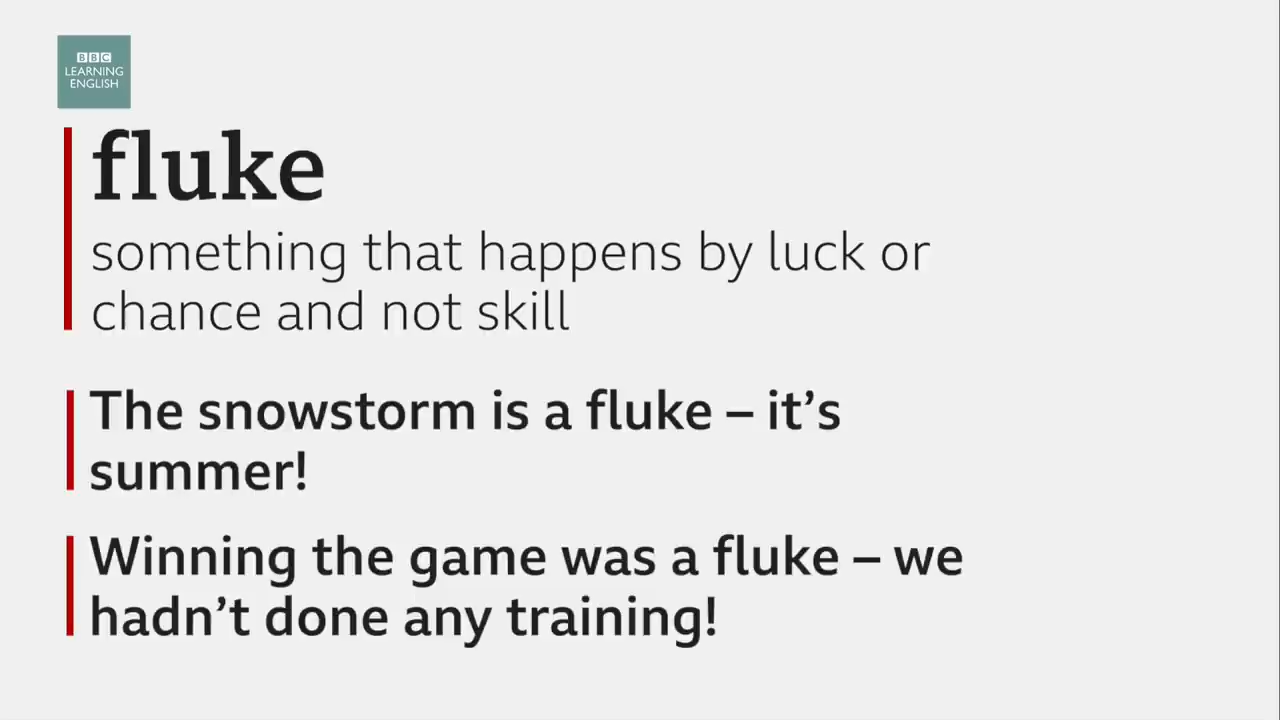 BBC
LEARNING
ENGLISH
fluke
something that happens by luck or
chance and not skill
The snowstorm is a fluke – it’s
summer!
Winning the game was a fluke – we
hadn’t done any training!